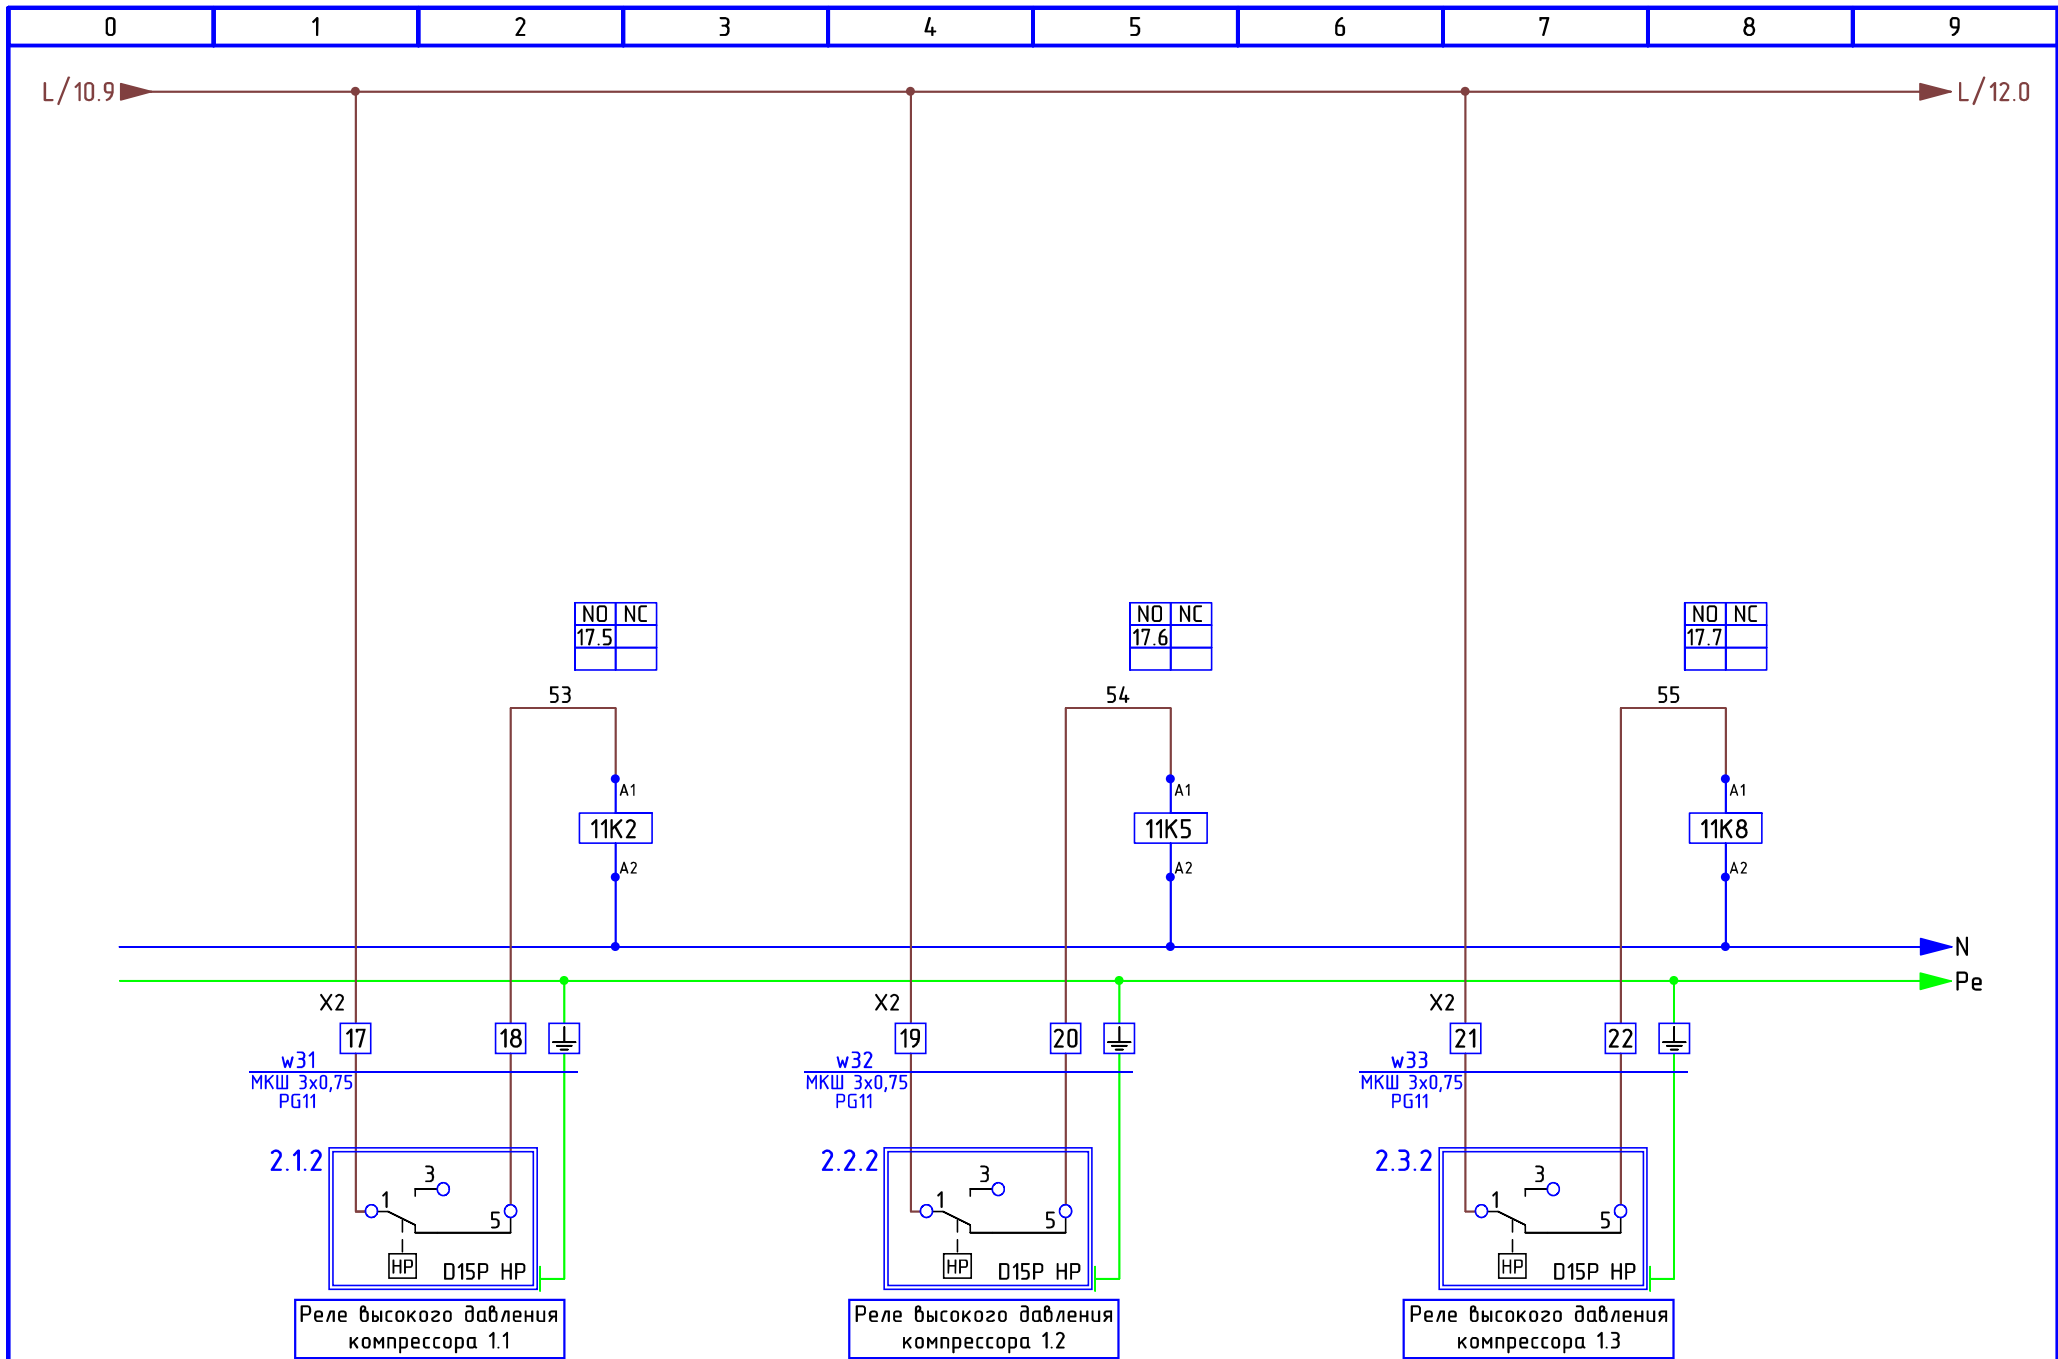 0 1 2 3 4 5 6 7 8 9
L/10.9 L/12.0
NO NC NO NC NO NC
17.5 17.6 17.7
53 54 55
A1 A1 A1
11K2 11K5 11K8
A2 A2 A2
N
Pe
X2 X2 X2
17 18 19 20 21 22
w31 w32 w33
МКШ 3х0,75 МКШ 3х0,75 МКШ 3х0,75
PG11 PG11 PG11
2.1.2 2.2.2 2.3.2
3 3 3
1 1 1
5 5 5
HP D15P HP HP D15P HP HP D15P HP
Реле высокого давления Реле высокого давления Реле высокого давления
компрессора 1.1 компрессора 1.2 компрессора 1.3